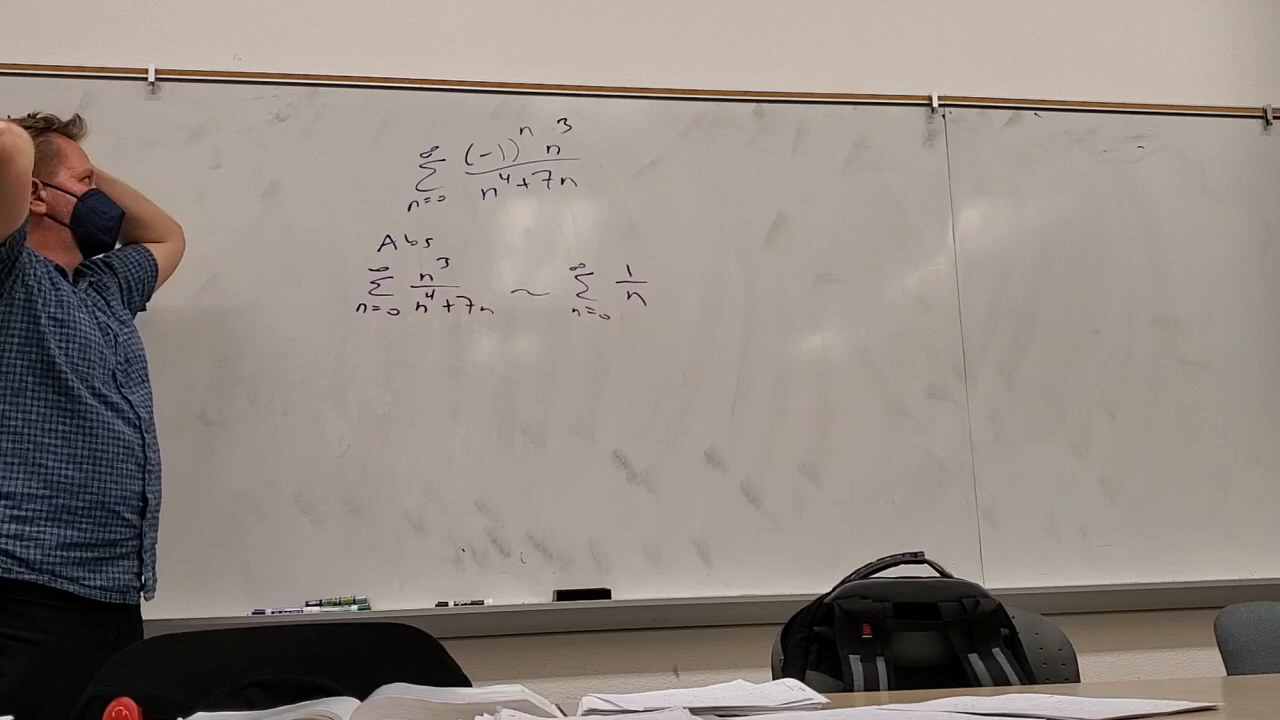 ∞ Σ n=0 (-1)^n n^3 / n^4+7n
Abs
∞ Σ n=0 n^3 / n^4+7n ~ ∞ Σ n=0 1/n